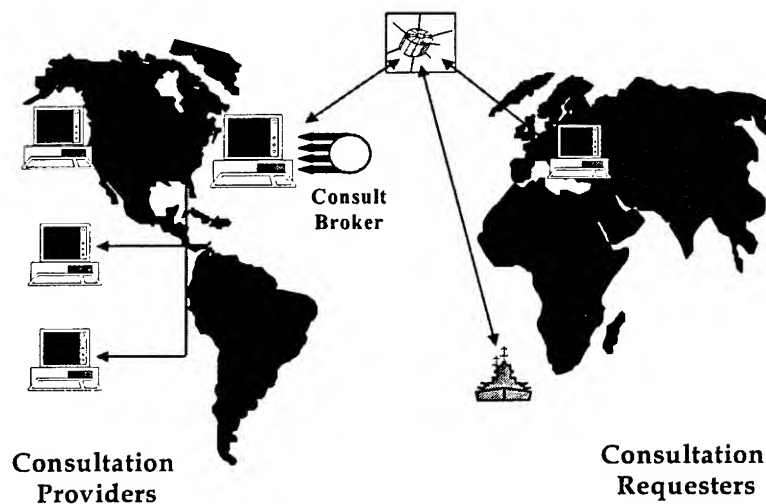 Consult
Broker
Consultation
Providers
Consultation
Requesters